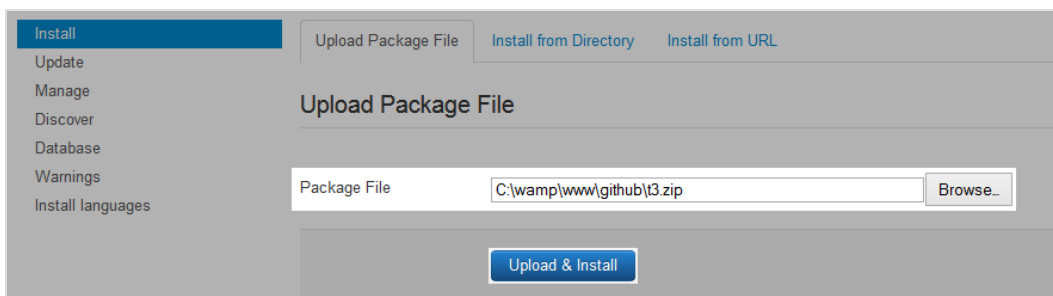 Install
Update
Manage
Discover
Database
Warnings
Install languages
Upload Package File Install from Directory Install from URL
Upload Package File
Package File C:\wamp\www\github\t3.zip Browse...
Upload & Install